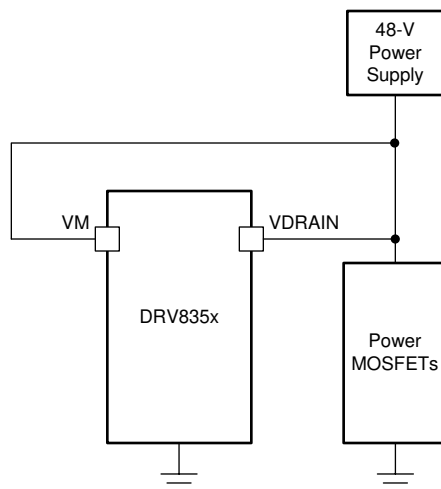 48-V
Power
Supply
VM
VDRAIN
DRV835x
Power
MOSFETs